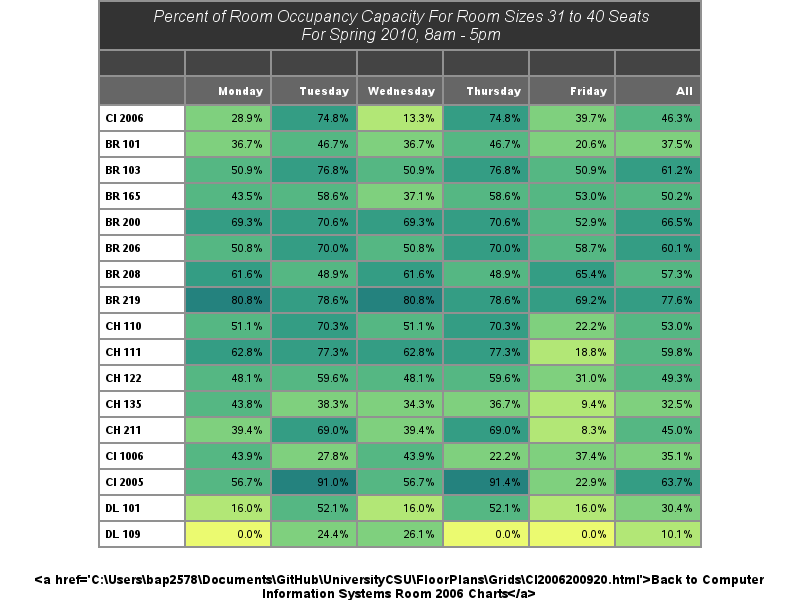 Percent of Room Occupancy Capacity For Room Sizes 31 to 40 Seats
For Spring 2010, 8am - 5pm
Monday Tuesday Wednesday Thursday Friday All
CI 2006 28.9% 74.8% 13.3% 74.8% 39.7% 46.3%
BR 101 36.7% 46.7% 36.7% 46.7% 20.6% 37.5%
BR 103 50.9% 76.8% 50.9% 76.8% 50.9% 61.2%
BR 165 43.5% 58.6% 37.1% 58.6% 53.0% 50.2%
BR 200 69.3% 70.6% 69.3% 70.6% 52.9% 66.5%
BR 206 50.8% 70.0% 50.8% 70.0% 58.7% 60.1%
BR 208 61.6% 48.9% 61.6% 48.9% 65.4% 57.3%
BR 219 80.8% 78.6% 80.8% 78.6% 69.2% 77.6%
CH 110 51.1% 70.3% 51.1% 70.3% 22.2% 53.0%
CH 111 62.8% 77.3% 62.8% 77.3% 18.8% 59.8%
CH 122 48.1% 59.6% 48.1% 59.6% 31.0% 49.3%
CH 135 43.8% 38.3% 34.3% 36.7% 9.4% 32.5%
CH 211 39.4% 69.0% 39.4% 69.0% 8.3% 45.0%
CI 1006 43.9% 27.8% 43.9% 22.2% 37.4% 35.1%
CI 2005 56.7% 91.0% 56.7% 91.4% 22.9% 63.7%
DL 101 16.0% 52.1% 16.0% 52.1% 16.0% 30.4%
DL 109 0.0% 24.4% 26.1% 0.0% 0.0% 10.1%
<a href='C:\Users\bap2578\Documents\GitHub\UniversityCSU\FloorPlans\Grids\CI2006200920.html'>Back to Computer
Information Systems Room 2006 Charts</a>